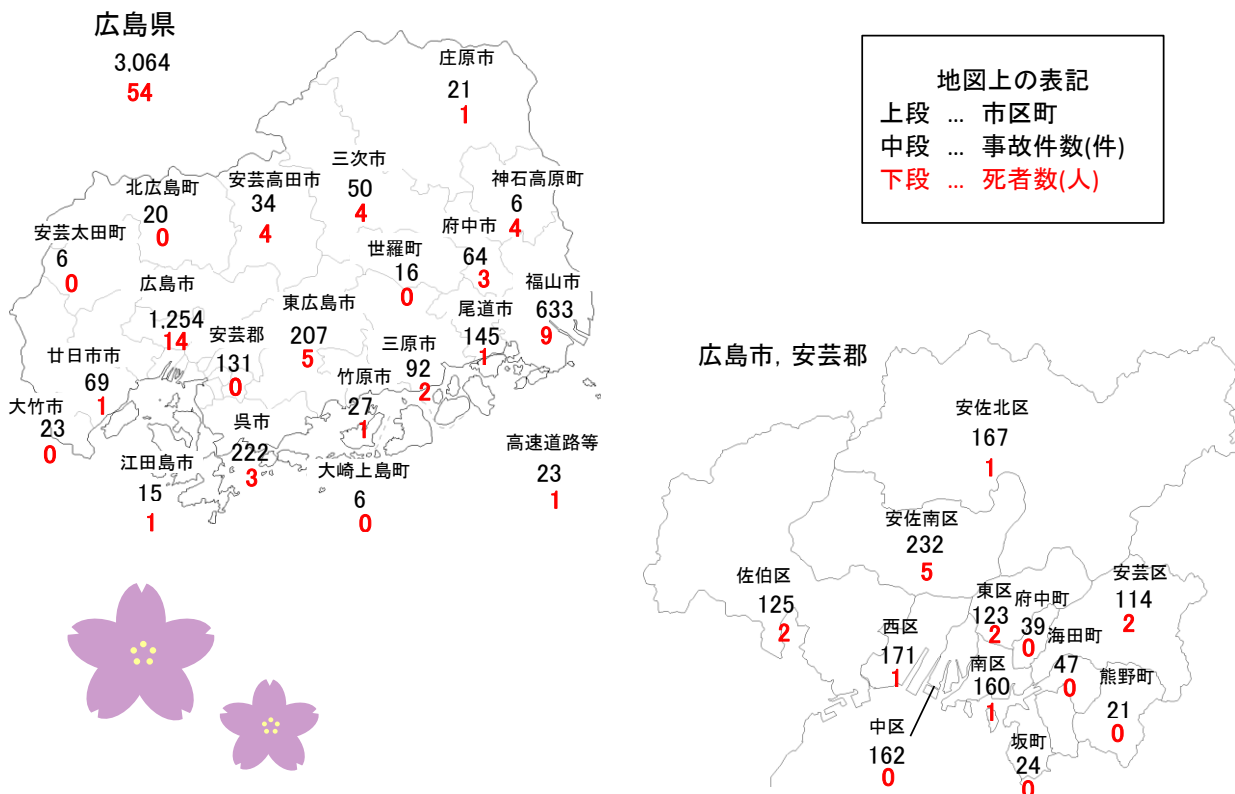 広島県
3,064
54
庄原市
21
1
地図上の表記
上段 … 市区町
中段 … 事故件数(件)
下段 … 死者数(人)
三次市
50
4
北広島町
20
0
安芸高田市
34
4
神石高原町
6
4
安芸太田町
6
0
府中市
64
3
世羅町
16
0
広島市
1,254
14
東広島市
207
5
福山市
633
9
尾道市
145
1
安芸郡
131
0
三原市
92
2
廿日市市
69
1
竹原市
27
1
大竹市
23
0
呉市
222
3
江田島市
15
1
大崎上島町
6
0
高速道路等
23
1
広島市, 安芸郡
安佐北区
167
1
安佐南区
232
5
佐伯区
125
2
東区
123
2
府中町
39
0
安芸区
114
2
西区
171
1
海田町
47
0
南区
160
1
熊野町
21
0
中区
162
0
坂町
24
0